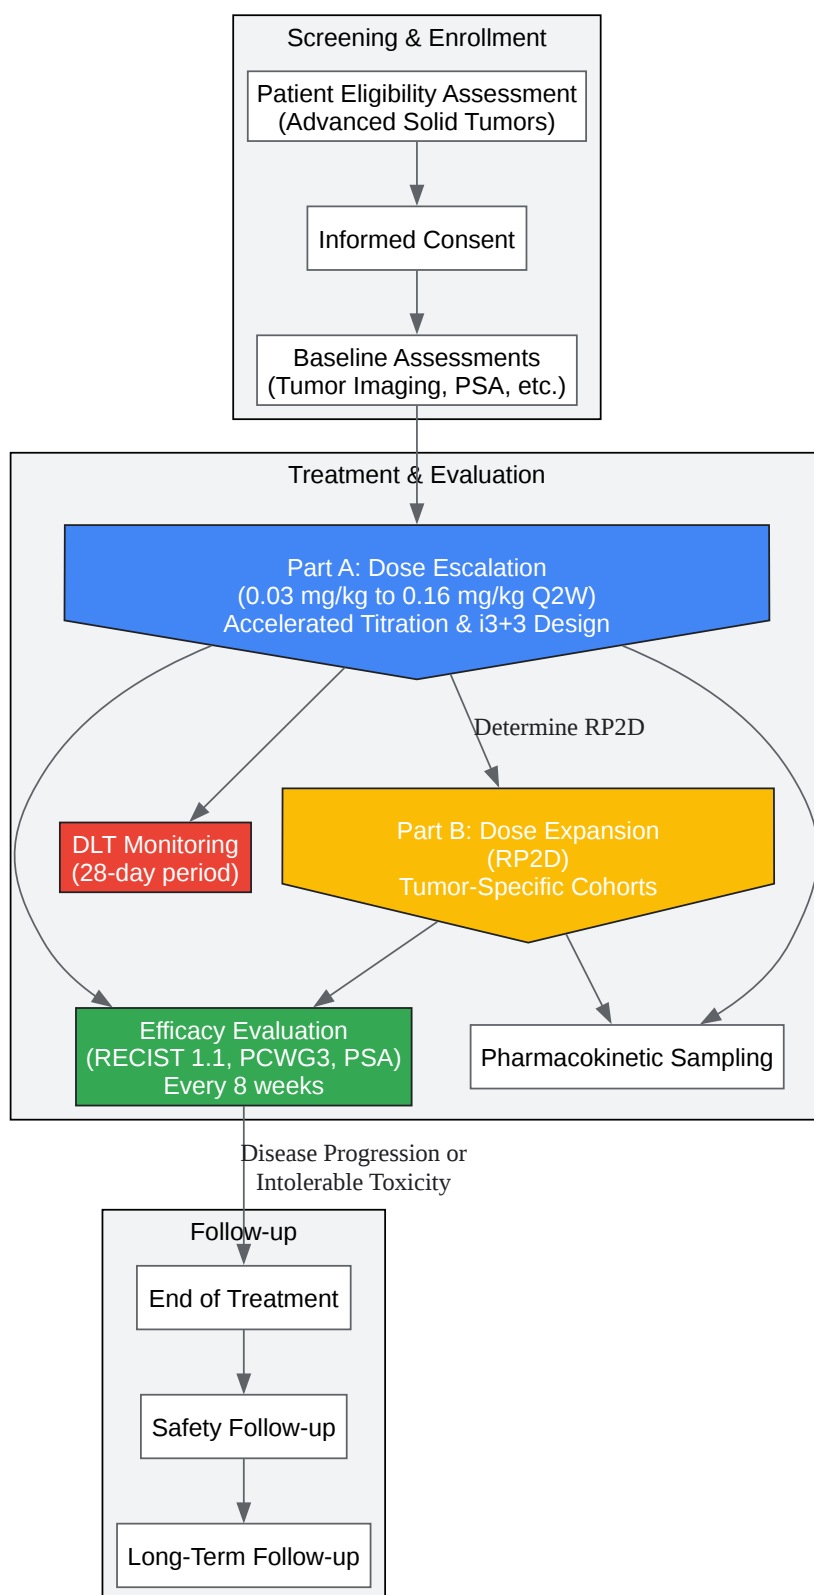 Screening & Enrollment
Patient Eligibility Assessment
(Advanced Solid Tumors)
Informed Consent
Baseline Assessments
(Tumor Imaging, PSA, etc.)
Treatment & Evaluation
Part A: Dose Escalation
(0.03 mg/kg to 0.16 mg/kg Q2W)
Accelerated Titration & i3+3 Design
Determine RP2D
DLT Monitoring
(28-day period)
Part B: Dose Expansion
(RP2D)
Tumor-Specific Cohorts
Efficacy Evaluation
(RECIST 1.1, PCWG3, PSA)
Every 8 weeks
Pharmacokinetic Sampling
Disease Progression or
Intolerable Toxicity
Follow-up
End of Treatment
Safety Follow-up
Long-Term Follow-up